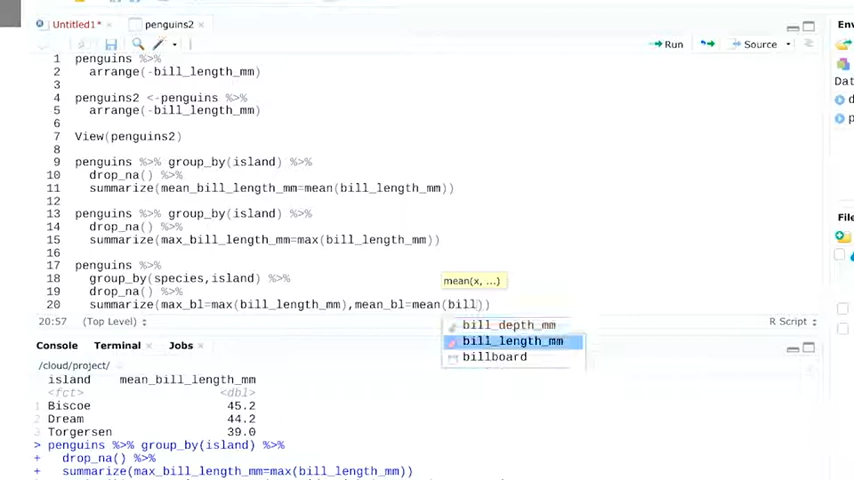 Untitled1* ×
penguins2 ×
Run
Source
Env
1 penguins %>%
2 arrange(-bill_length_mm)
3
4 penguins2 <-penguins %>%
5 arrange(-bill_length_mm)
6
7 View(penguins2)
8
9 penguins %>% group_by(island) %>%
10 drop_na() %>%
11 summarize(mean_bill_length_mm=mean(bill_length_mm))
12
13 penguins %>% group_by(island) %>%
14 drop_na() %>%
15 summarize(max_bill_length_mm=max(bill_length_mm))
16
17 penguins %>%
18 group_by(species,island) %>%
19 drop_na() %>%
20 summarize(max_bl=max(bill_length_mm),mean_bl=mean(bill))
mean(x, ...)
bill_depth_mm
bill_length_mm
billboard
20:57 (Top Level)
R Script
Dat
d
p
File
Console Terminal × Jobs ×
/cloud/project/
island mean_bill_length_mm
<fct> <dbl>
1 Biscoe 45.2
2 Dream 44.2
3 Torgersen 39.0
> penguins %>% group_by(island) %>%
+ drop_na() %>%
+ summarize(max_bill_length_mm=max(bill_length_mm))